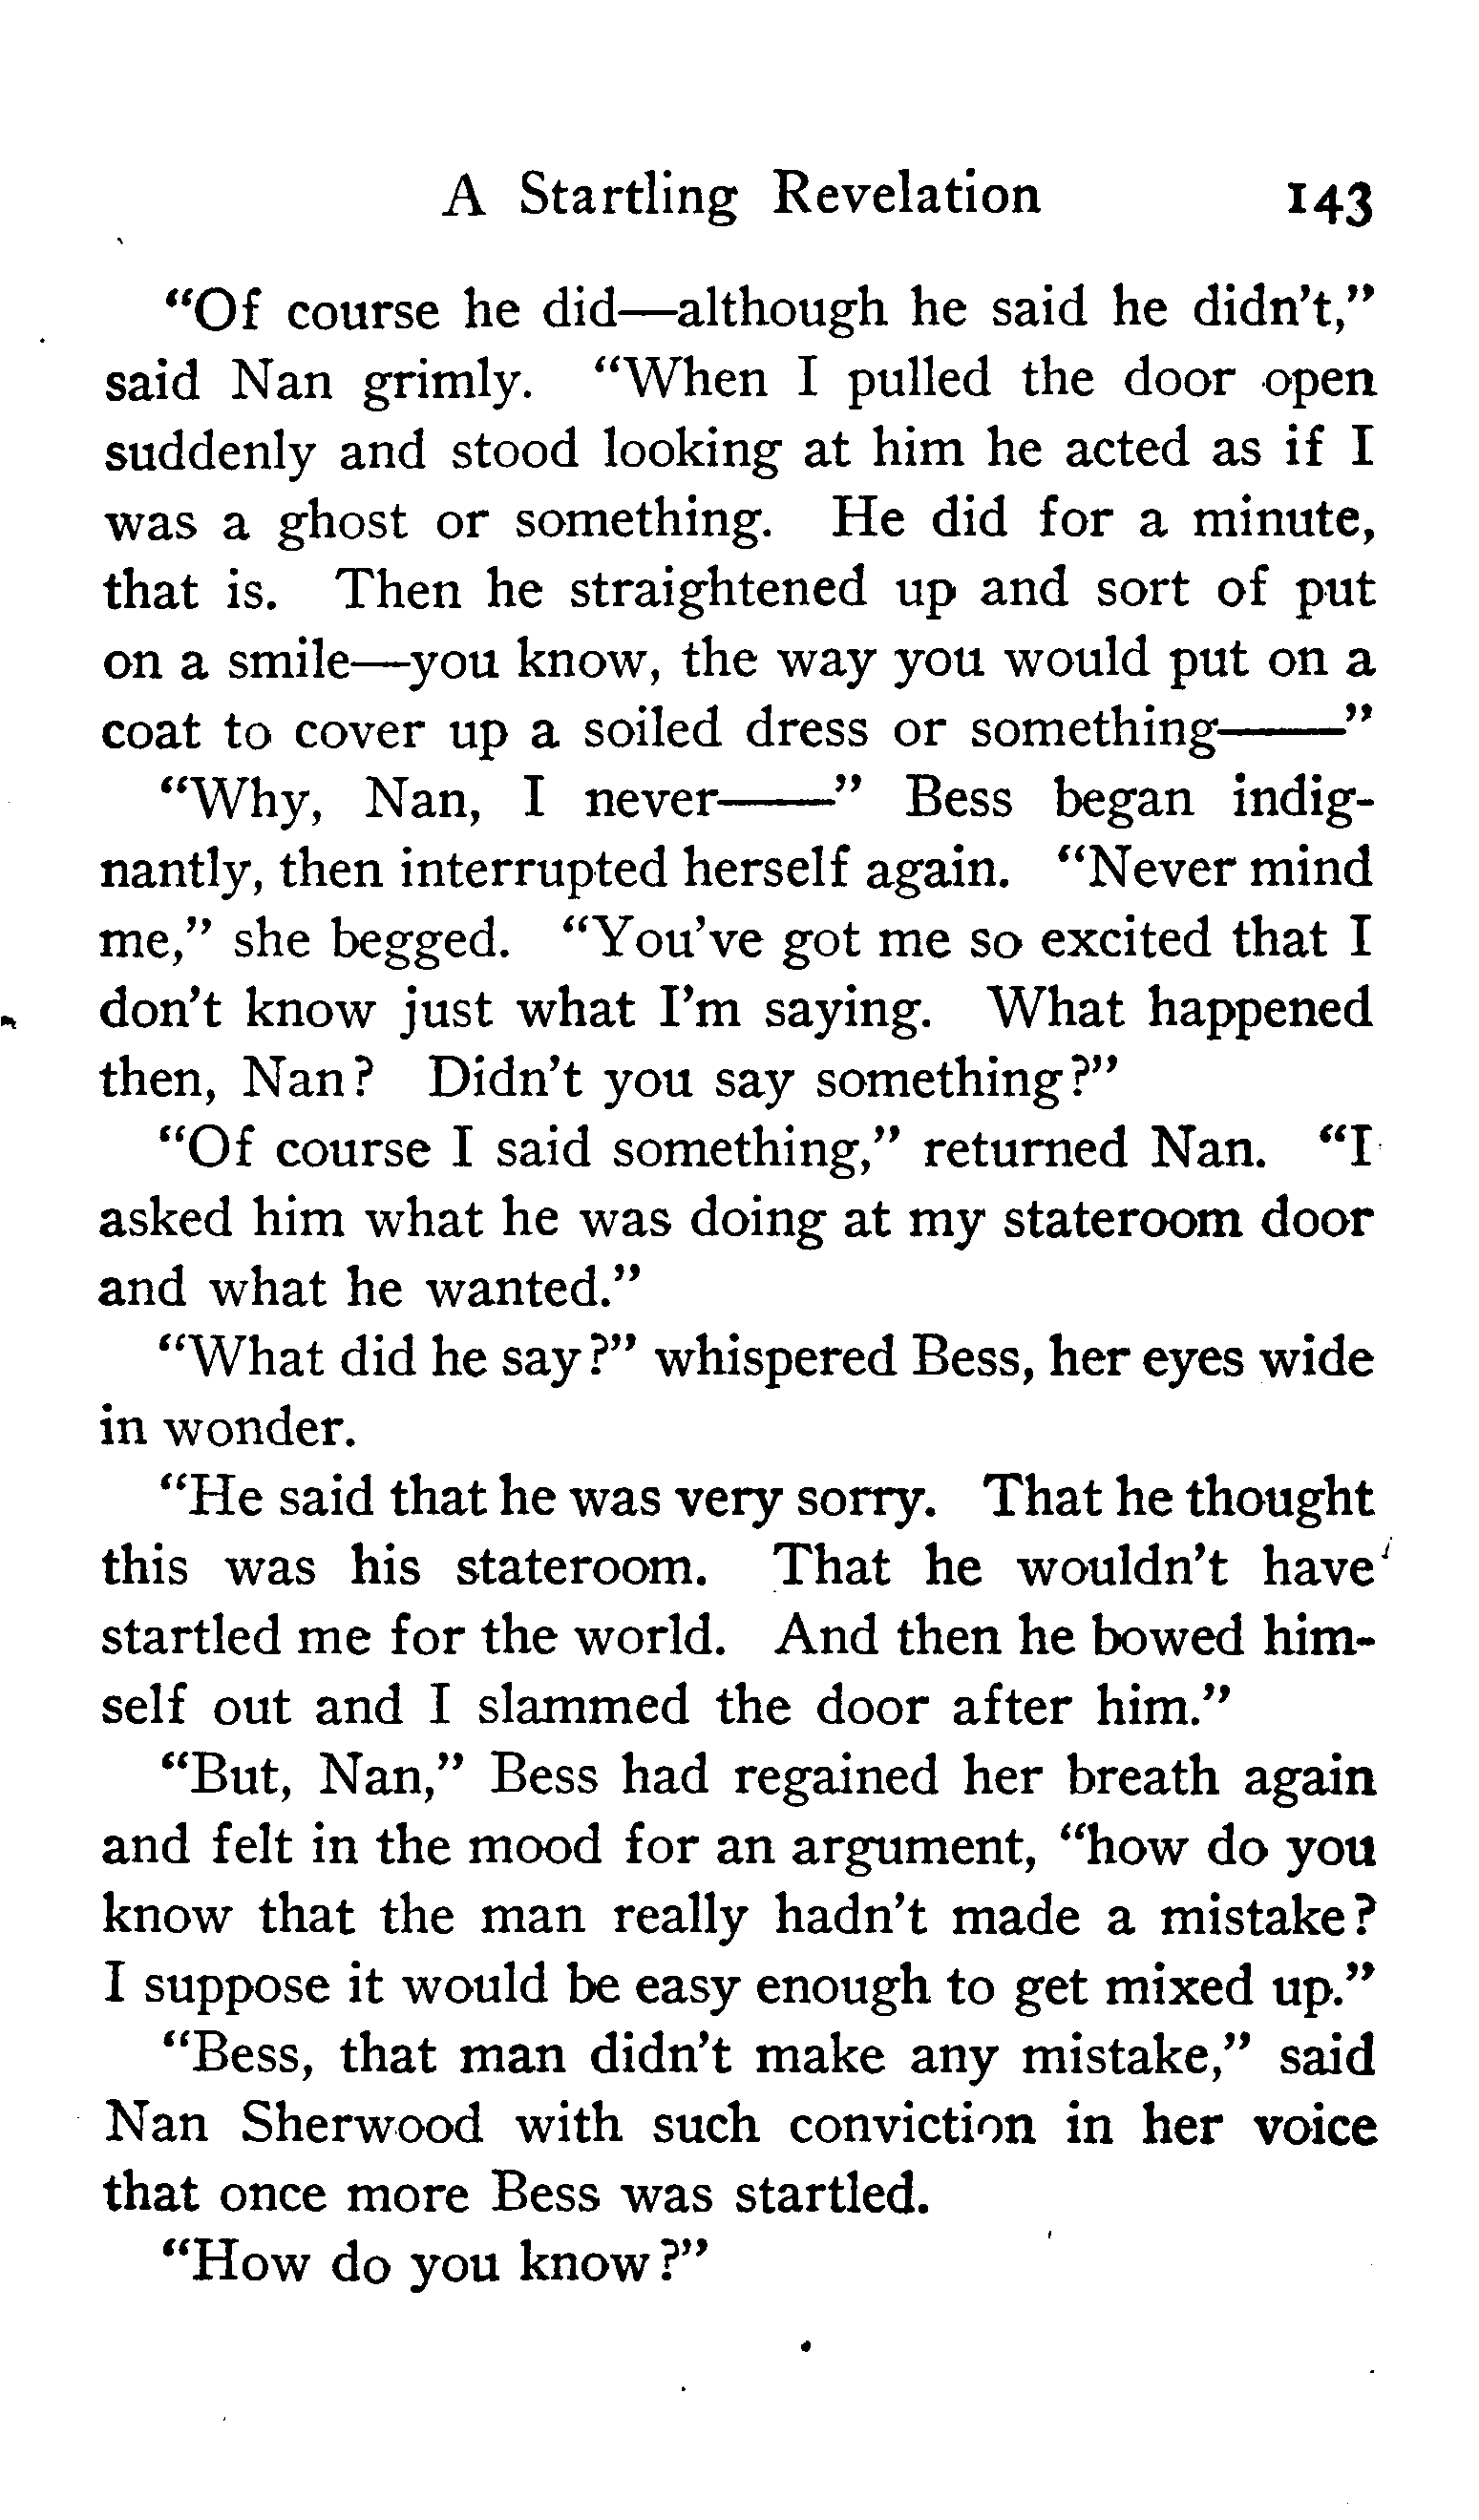 A Startling Revelation 143
"Of course he did—although he said he didn't,"
said Nan grimly. "When I pulled the door open
suddenly and stood looking at him he acted as if I
was a ghost or something. He did for a minute,
that is. Then he straightened up and sort of put
on a smile—you know, the way you would put on a
coat to cover up a soiled dress or something——"
"Why, Nan, I never——" Bess began indig-
nantly, then interrupted herself again. "Never mind
me," she begged. "You've got me so excited that I
don't know just what I'm saying. What happened
then, Nan? Didn't you say something?"
"Of course I said something," returned Nan. "I
asked him what he was doing at my stateroom door
and what he wanted."
"What did he say?" whispered Bess, her eyes wide
in wonder.
"He said that he was very sorry. That he thought
this was his stateroom. That he wouldn't have
startled me for the world. And then he bowed him-
self out and I slammed the door after him."
"But, Nan," Bess had regained her breath again
and felt in the mood for an argument, "how do you
know that the man really hadn't made a mistake?
I suppose it would be easy enough to get mixed up."
"Bess, that man didn't make any mistake," said
Nan Sherwood with such conviction in her voice
that once more Bess was startled.
"How do you know?"